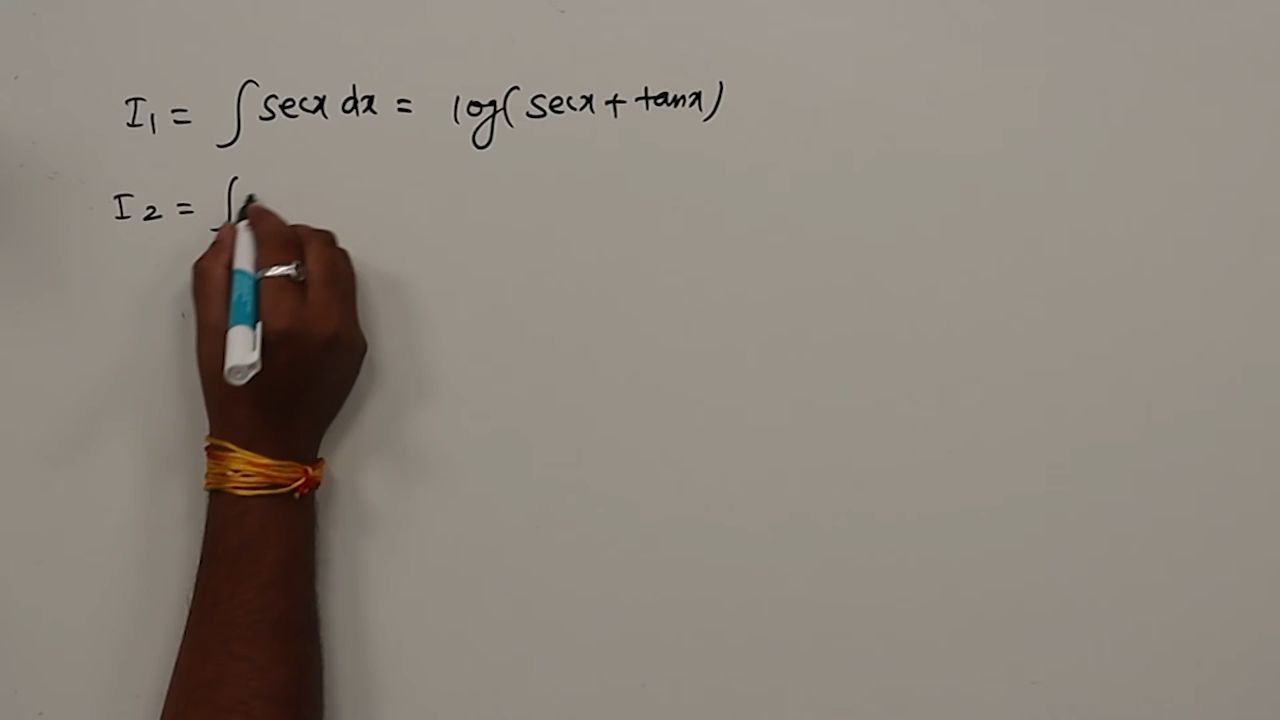 I₁ = ∫ secx dx = log( secx + tanx )
I₂ = ∫